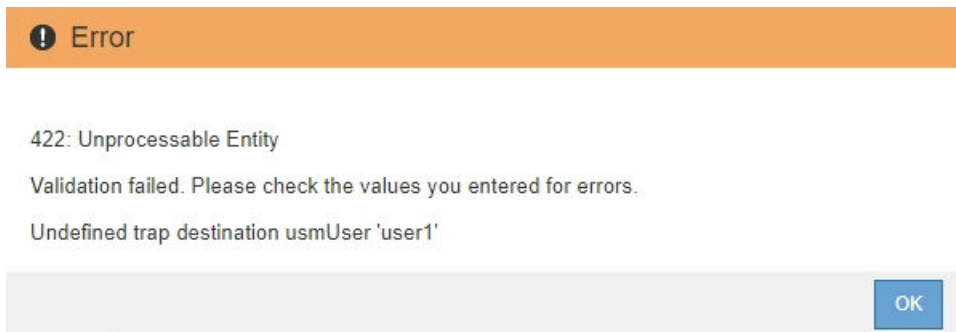 Error
422: Unprocessable Entity
Validation failed. Please check the values you entered for errors.
Undefined trap destination usmUser 'user1'
OK